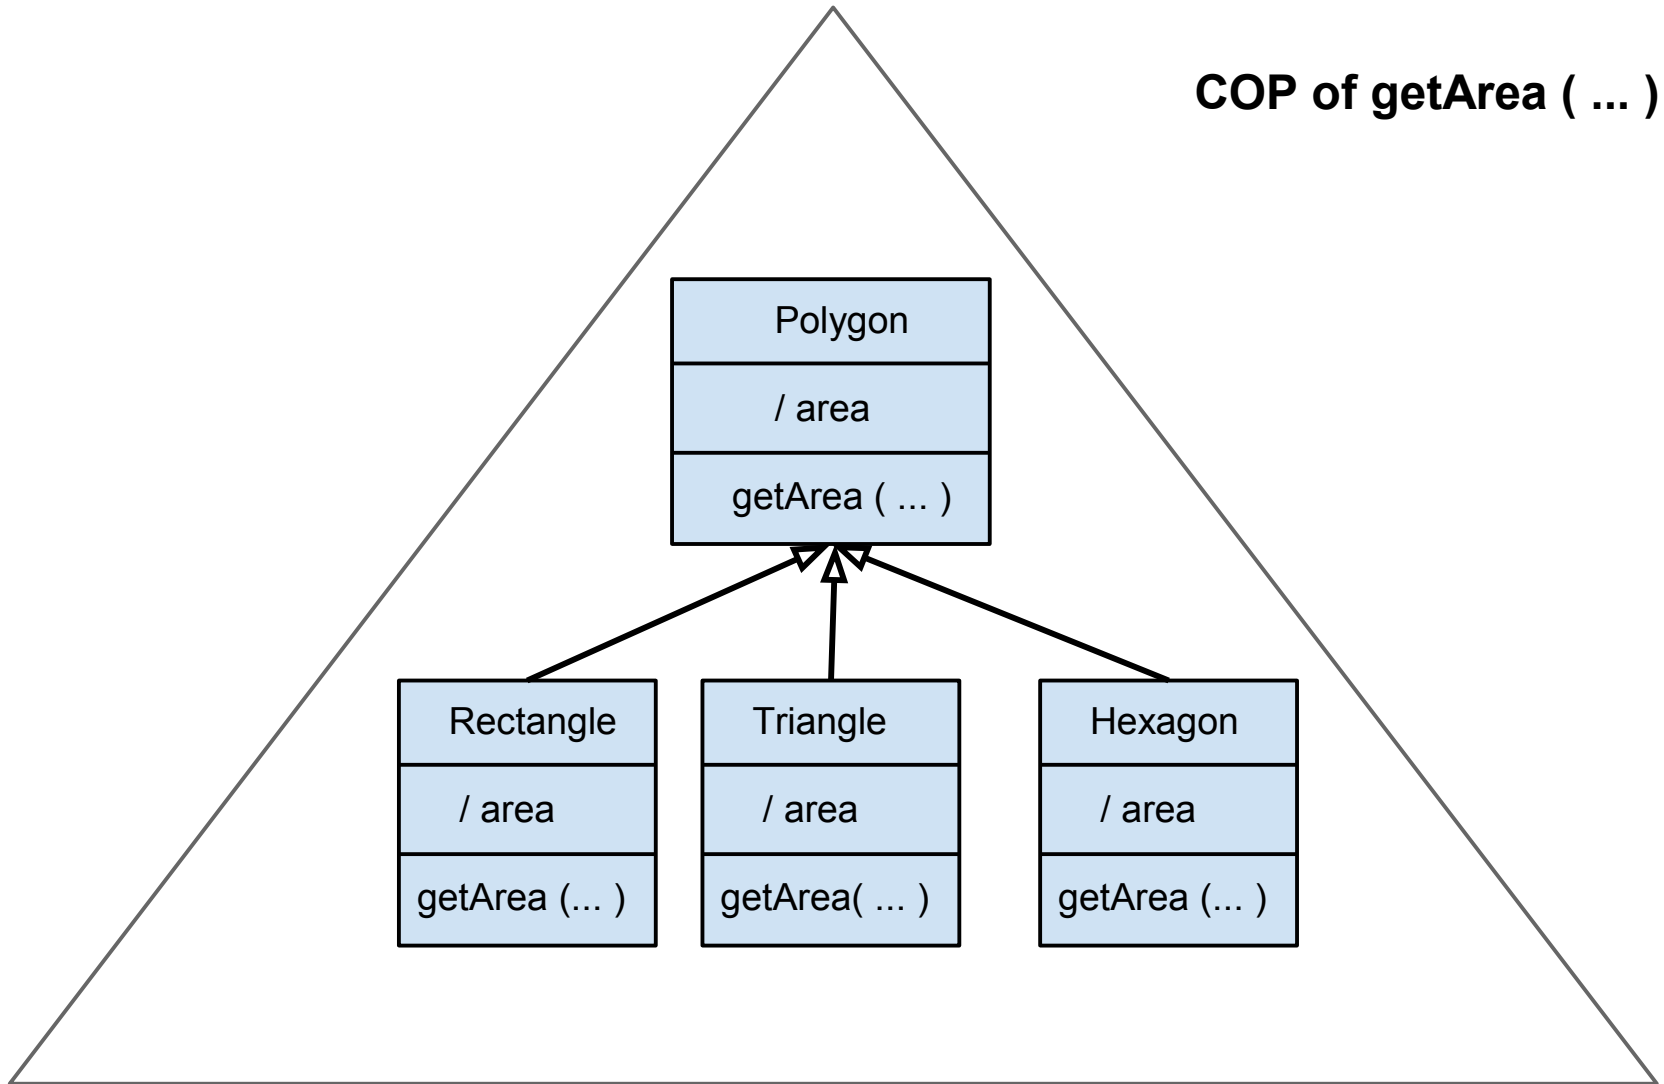 COP of getArea ( ... )
Polygon
/ area
getArea ( ... )
Rectangle
/ area
getArea (... )
Triangle
/ area
getArea( ... )
Hexagon
/ area
getArea (... )